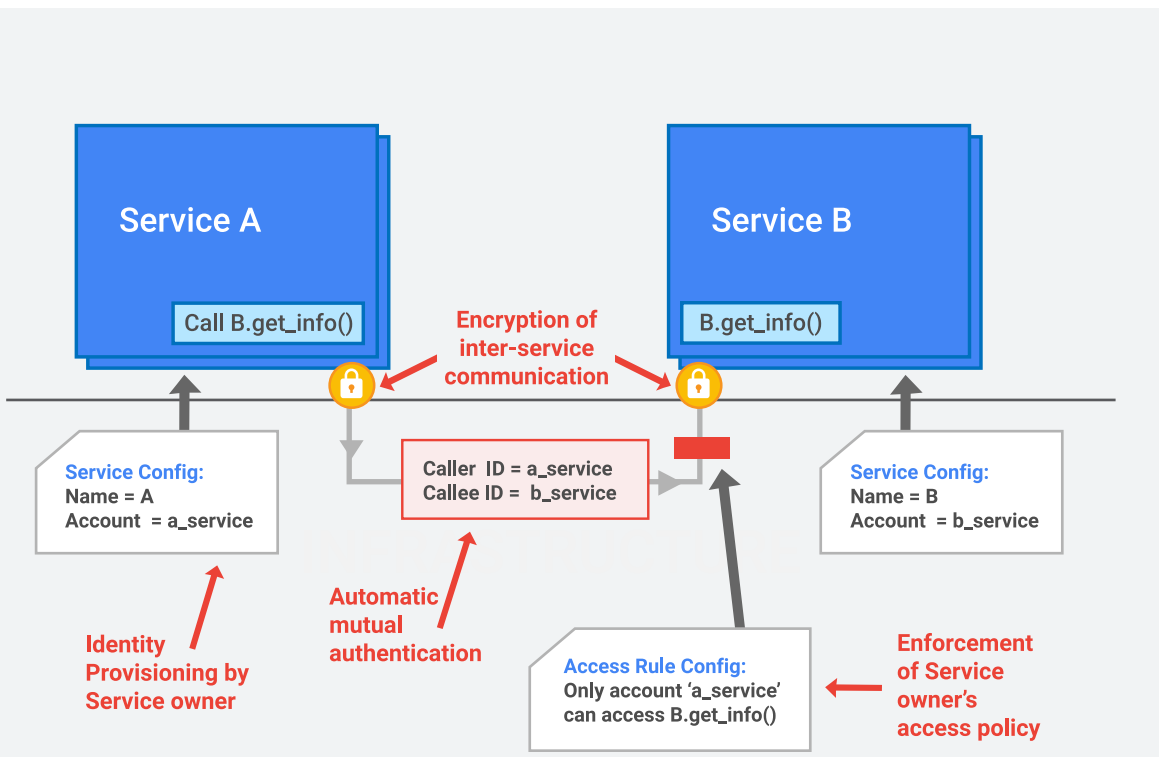 Service A
Service B
Call B.get_info()
B.get_info()
Encryption of
inter-service
communication
Service Config:
Name = A
Account = a_service
Caller ID = a_service
Callee ID = b_service
Service Config:
Name = B
Account = b_service
INFRASTRUCTURE
Identity
Provisioning by
Service owner
Automatic
mutual
authentication
Access Rule Config:
Only account ‘a_service’
can access B.get_info()
Enforcement
of Service
owner’s
access policy